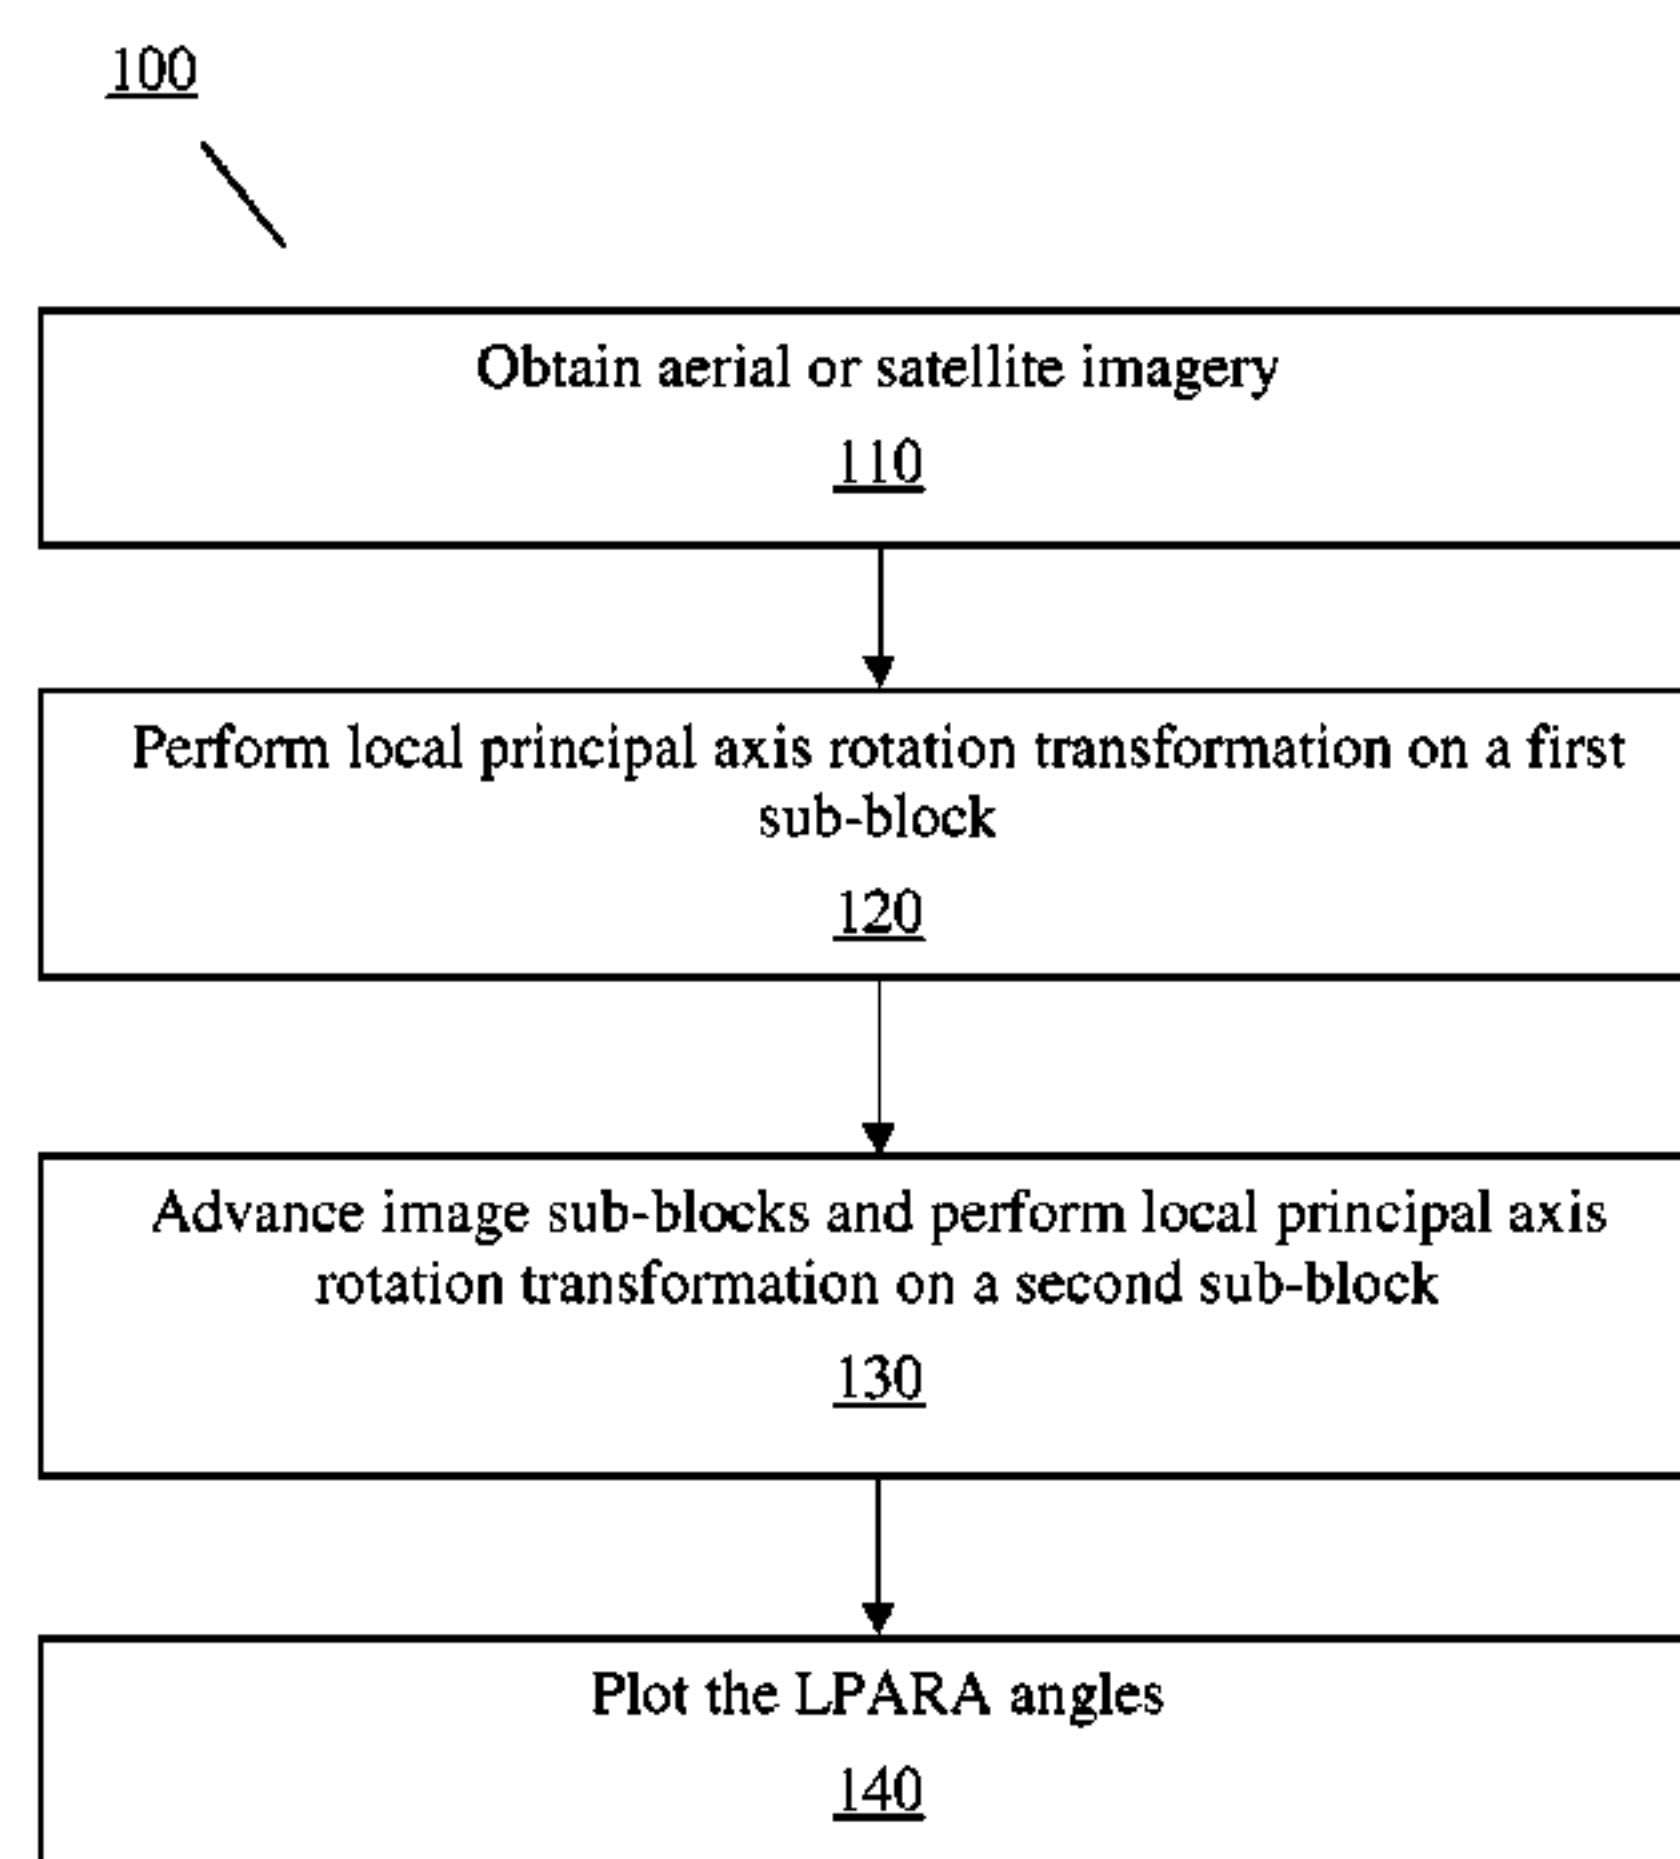 100
Obtain aerial or satellite imagery
110
Perform local principal axis rotation transformation on a first
sub-block
120
Advance image sub-blocks and perform local principal axis
rotation transformation on a second sub-block
130
Plot the LPARA angles
140